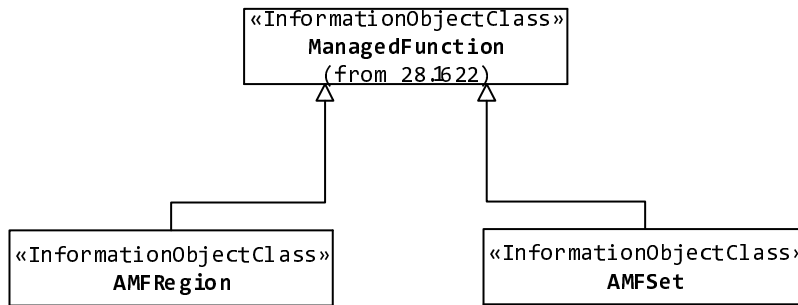 «InformationObjectClass»
ManagedFunction
(from 28.622)
«InformationObjectClass»
AMFRegion
«InformationObjectClass»
AMFSet